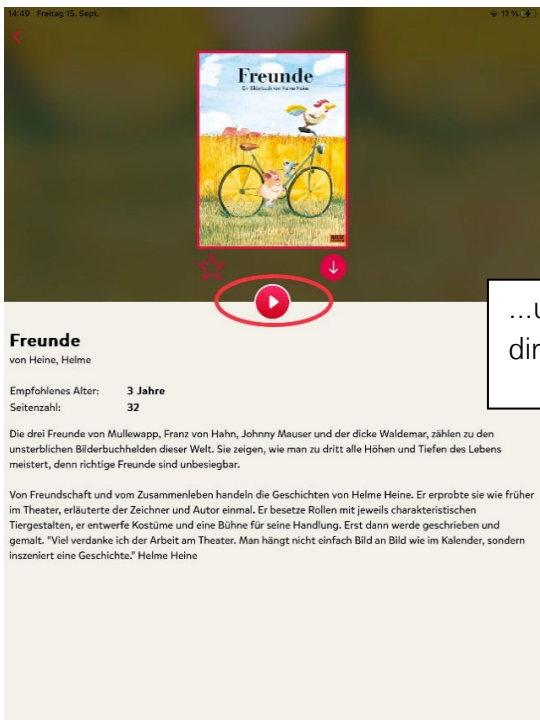 14:49 Freitag 15. Sept.
11 %
Freunde
Ein Bilderbuch von Helme Heine
...u
dir
Freunde
von Heine, Helme
Empfohlenes Alter: 3 Jahre
Seitenzahl: 32
Die drei Freunde von Mullewapp, Franz von Hahn, Johnny Mauser und der dicke Waldemar, zählen zu den
unsterblichen Bilderbuchhelden dieser Welt. Sie zeigen, wie man zu dritt alle Höhen und Tiefen des Lebens
meistert, denn richtige Freunde sind unbesiegbar.
Von Freundschaft und vom Zusammenleben handeln die Geschichten von Helme Heine. Er erprobte sie wie früher
im Theater, erläuterte der Zeichner und Autor einmal. Er besetze Rollen mit jeweils charakteristischen
Tiergestalten, er entwerfe Kostüme und eine Bühne für seine Handlung. Erst dann werde geschrieben und
gemalt. "Viel verdanke ich der Arbeit am Theater. Man hängt nicht einfach Bild an Bild wie im Kalender, sondern
inszeniert eine Geschichte." Helme Heine